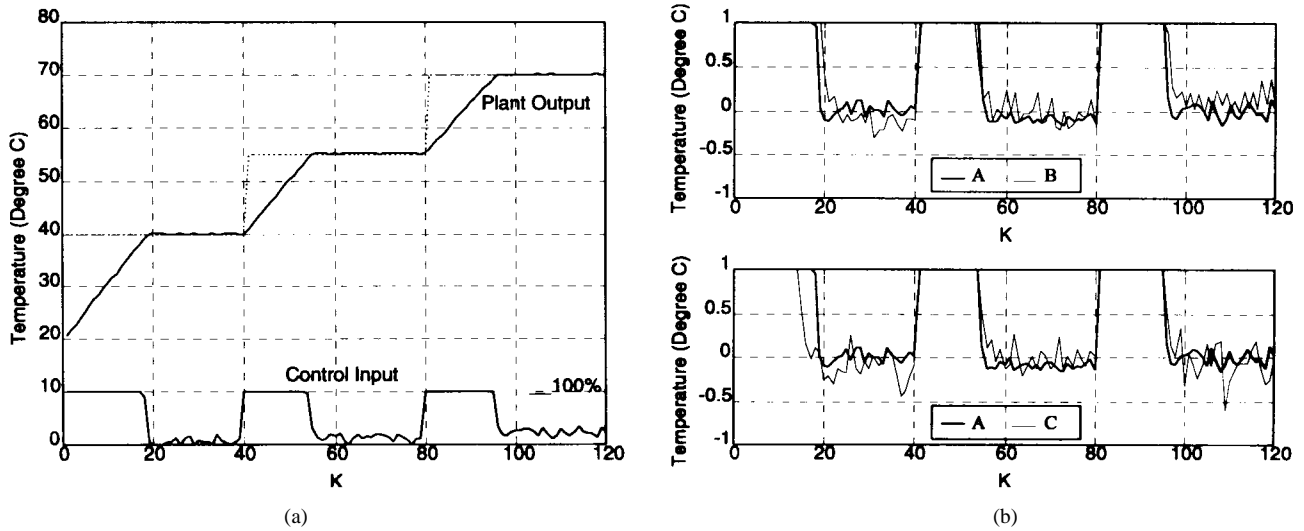 80
70
60
50
40
30
20
10
0
Temperature (Degree C)
Plant Output
Control Input
100%
0 20 40 60 80 100 120
K
(a)
1
0.5
0
-0.5
-1
Temperature (Degree C)
A B
0 20 40 60 80 100 120
K
1
0.5
0
-0.5
-1
Temperature (Degree C)
A C
0 20 40 60 80 100 120
K
(b)